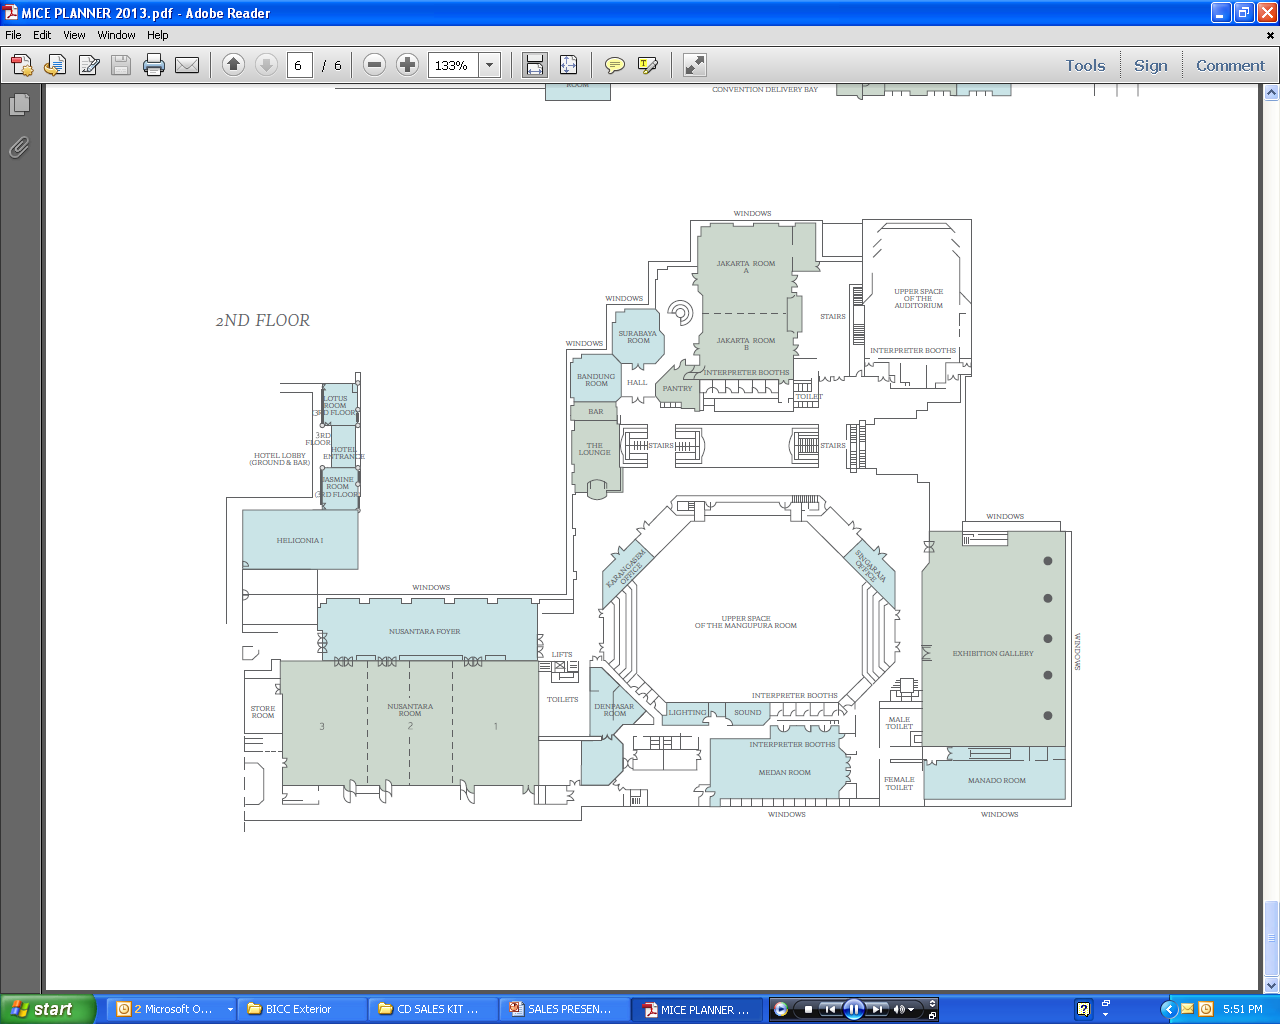 MICE PLANNER 2013.pdf - Adobe Reader
File Edit View Window Help
6 / 6 133% Tools Sign Comment
ROOM
CONVENTION DELIVERY BAY
2ND FLOOR
WINDOWS
JAKARTA ROOM
A
UPPER SPACE
OF THE
AUDITORIUM
WINDOWS
STAIRS
SURABAYA
ROOM
WINDOWS
JAKARTA ROOM
B
INTERPRETER BOOTHS
INTERPRETER BOOTHS
BANDUNG
ROOM
HALL
PANTRY
TOILET
BAR
LOTUS
ROOM
(3RD FLOOR)
3RD
FLOOR
HOTEL
ENTRANCE
HOTEL LOBBY
(GROUND & BAR)
THE
LOUNGE
STAIRS
STAIRS
JASMINE
ROOM
(3RD FLOOR)
WINDOWS
HELICONIA I
KARANGASEM
OFFICE
SINGARAJA
OFFICE
WINDOWS
NUSANTARA FOYER
UPPER SPACE
OF THE MANGUPURA ROOM
EXHIBITION GALLERY
WINDOWS
LIFTS
TOILETS
INTERPRETER BOOTHS
STORE
ROOM
NUSANTARA
ROOM
3 2 1
DENPASAR
ROOM
LIGHTING
SOUND
MALE
TOILET
INTERPRETER BOOTHS
MEDAN ROOM
FEMALE
TOILET
MANADO ROOM
WINDOWS
WINDOWS
start 2 Microsoft O... BICC Exterior CD SALES KIT ... SALES PRESEN... MICE PLANNER ... 5:51 PM